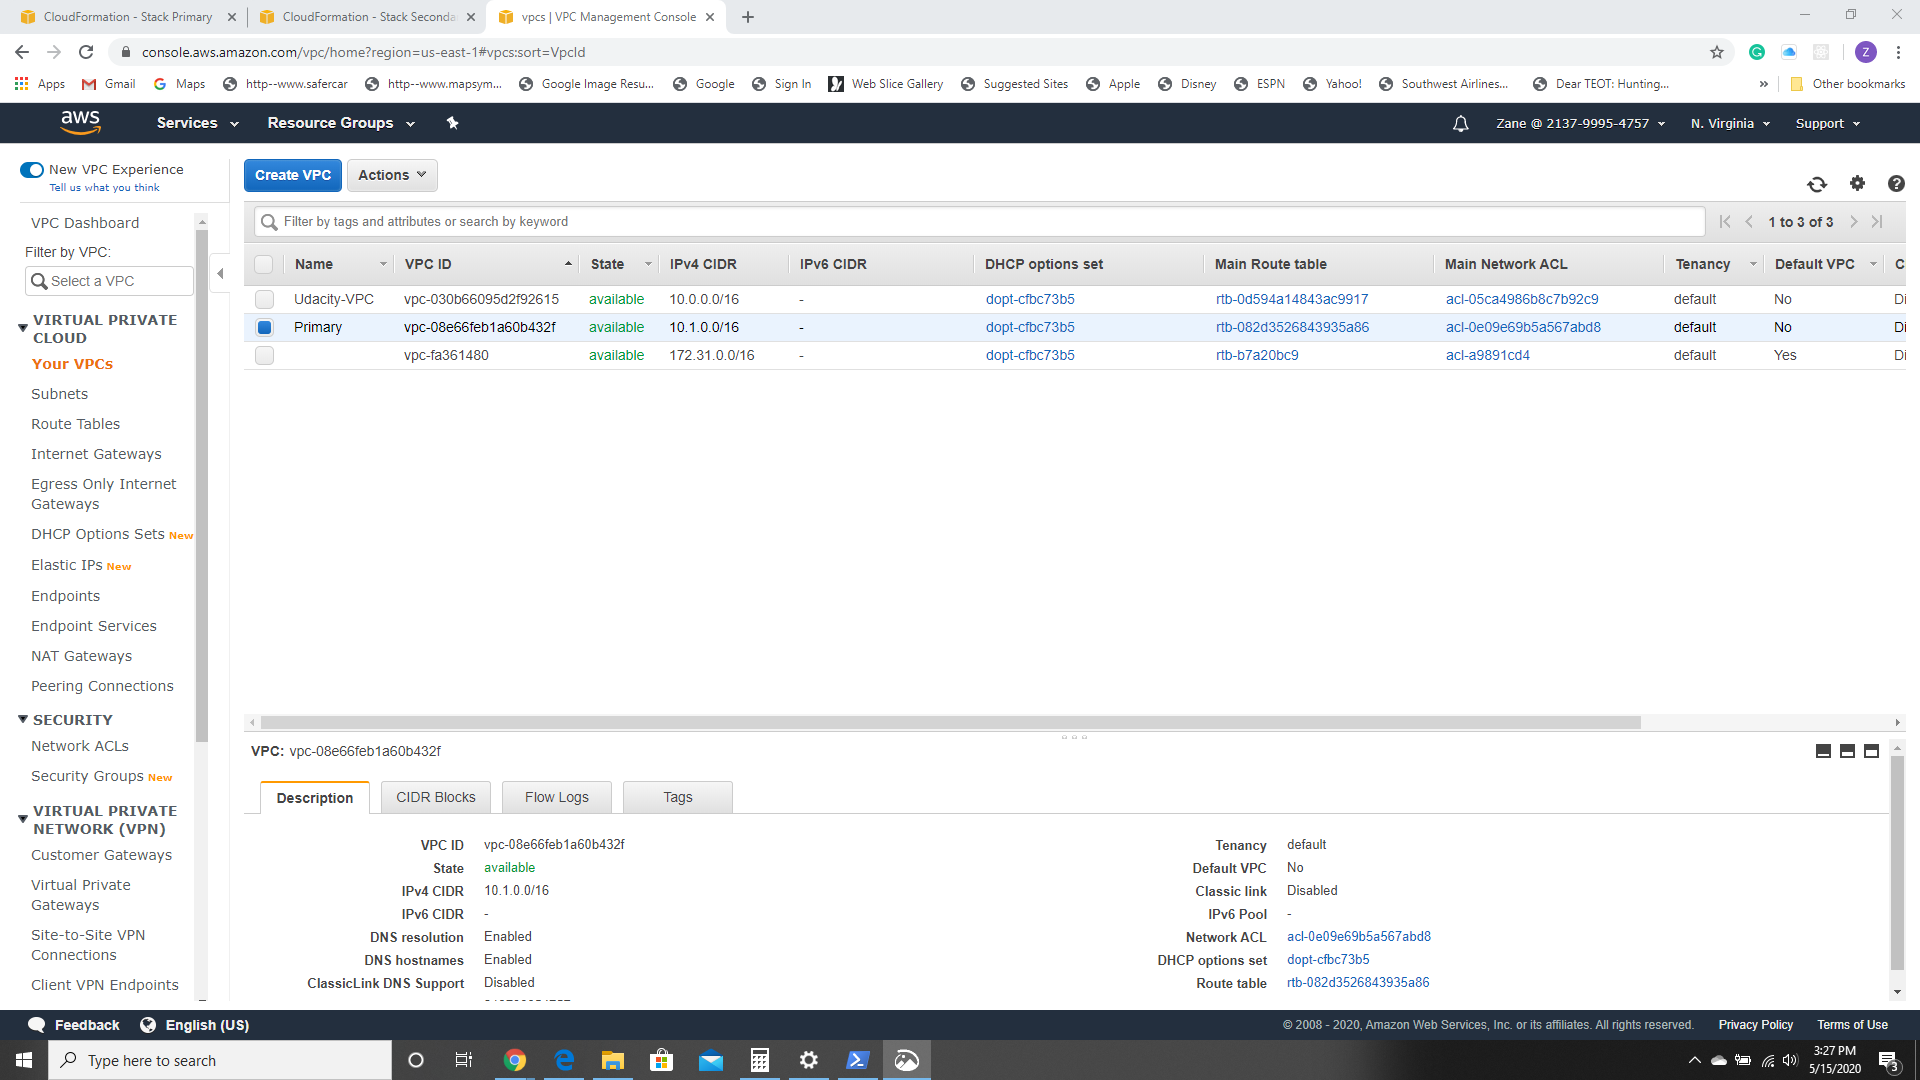 CloudFormation - Stack Primary
CloudFormation - Stack Seconda
vpcs | VPC Management Console
console.aws.amazon.com/vpc/home?region=us-east-1#vpcs:sort=VpcId
Z
Apps Gmail Maps http--www.safercar http--www.mapsym... Google Image Resu... Google Sign In Web Slice Gallery Suggested Sites Apple Disney ESPN Yahoo! Southwest Airlines... Dear TEOT: Hunting... » Other bookmarks
aws Services Resource Groups Zane @ 2137-9995-4757 N. Virginia Support
New VPC Experience
Tell us what you think
VPC Dashboard
Filter by VPC:
Select a VPC
VIRTUAL PRIVATE
CLOUD
Your VPCs
Subnets
Route Tables
Internet Gateways
Egress Only Internet
Gateways
DHCP Options Sets New
Elastic IPs New
Endpoints
Endpoint Services
NAT Gateways
Peering Connections
SECURITY
Network ACLs
Security Groups New
VIRTUAL PRIVATE
NETWORK (VPN)
Customer Gateways
Virtual Private
Gateways
Site-to-Site VPN
Connections
Client VPN Endpoints
Create VPC Actions
Filter by tags and attributes or search by keyword 1 to 3 of 3
Name VPC ID State IPv4 CIDR IPv6 CIDR DHCP options set Main Route table Main Network ACL Tenancy Default VPC C
Udacity-VPC vpc-030b66095d2f92615 available 10.0.0.0/16 - dopt-cfbc73b5 rtb-0d594a14843ac9917 acl-05ca4986b8c7b92c9 default No Di
Primary vpc-08e66feb1a60b432f available 10.1.0.0/16 - dopt-cfbc73b5 rtb-082d3526843935a86 acl-0e09e69b5a567abd8 default No Di
vpc-fa361480 available 172.31.0.0/16 - dopt-cfbc73b5 rtb-b7a20bc9 acl-a9891cd4 default Yes Di
VPC: vpc-08e66feb1a60b432f
Description CIDR Blocks Flow Logs Tags
VPC ID vpc-08e66feb1a60b432f Tenancy default
State available Default VPC No
IPv4 CIDR 10.1.0.0/16 Classic link Disabled
IPv6 CIDR - IPv6 Pool -
DNS resolution Enabled Network ACL acl-0e09e69b5a567abd8
DNS hostnames Enabled DHCP options set dopt-cfbc73b5
ClassicLink DNS Support Disabled Route table rtb-082d3526843935a86
Feedback English (US) © 2008 - 2020, Amazon Web Services, Inc. or its affiliates. All rights reserved. Privacy Policy Terms of Use
Type here to search
3:27 PM
5/15/2020
3